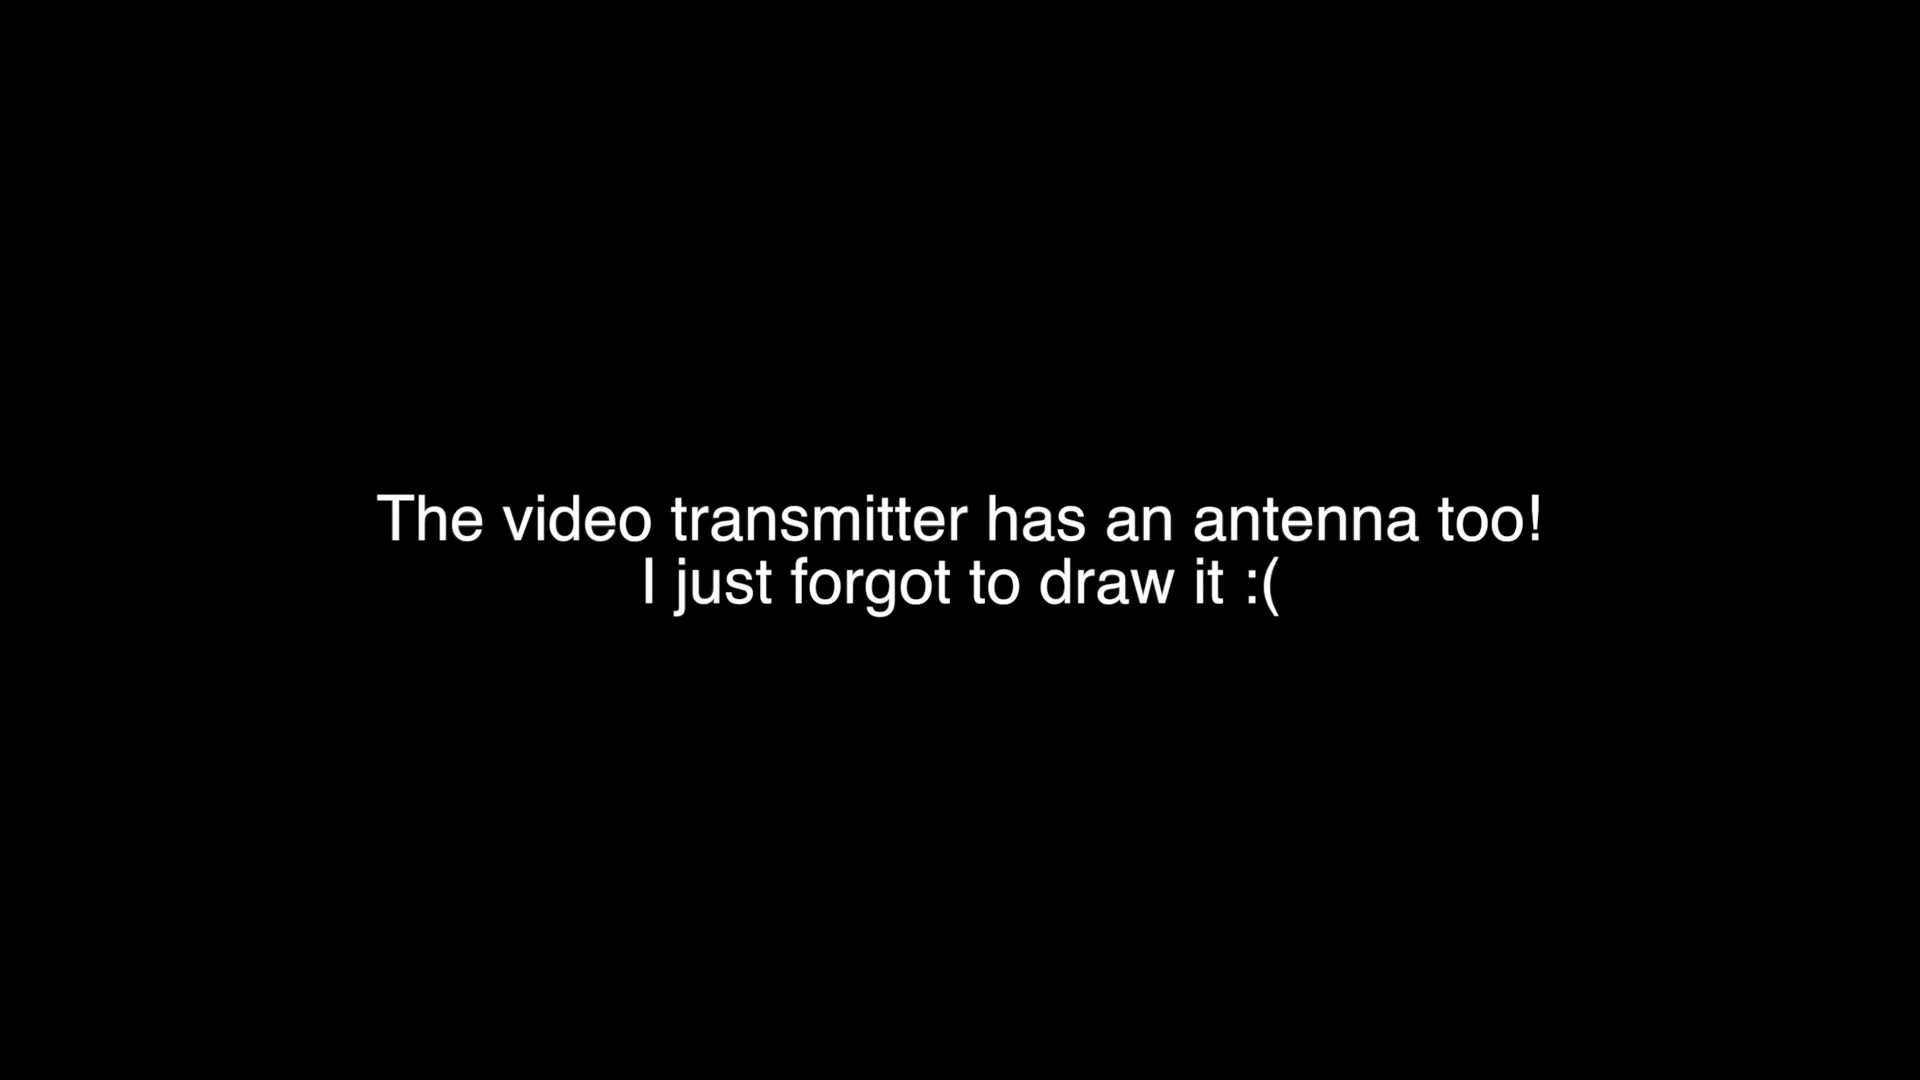 The video transmitter has an antenna too!
I just forgot to draw it :(